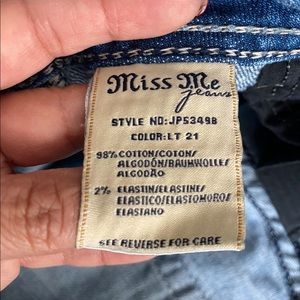 Miss Me
jeans
STYLE NO:JP5349B
COLOR:LT 21
98% COTTON/COTON/
ALGODÓN/BAUMWOLLE/
ALGODÃO
2% ELASTIN/ELASTINE/
ELASTICO/ELASTOMORO/
ELASTANO
SEE REVERSE FOR CARE